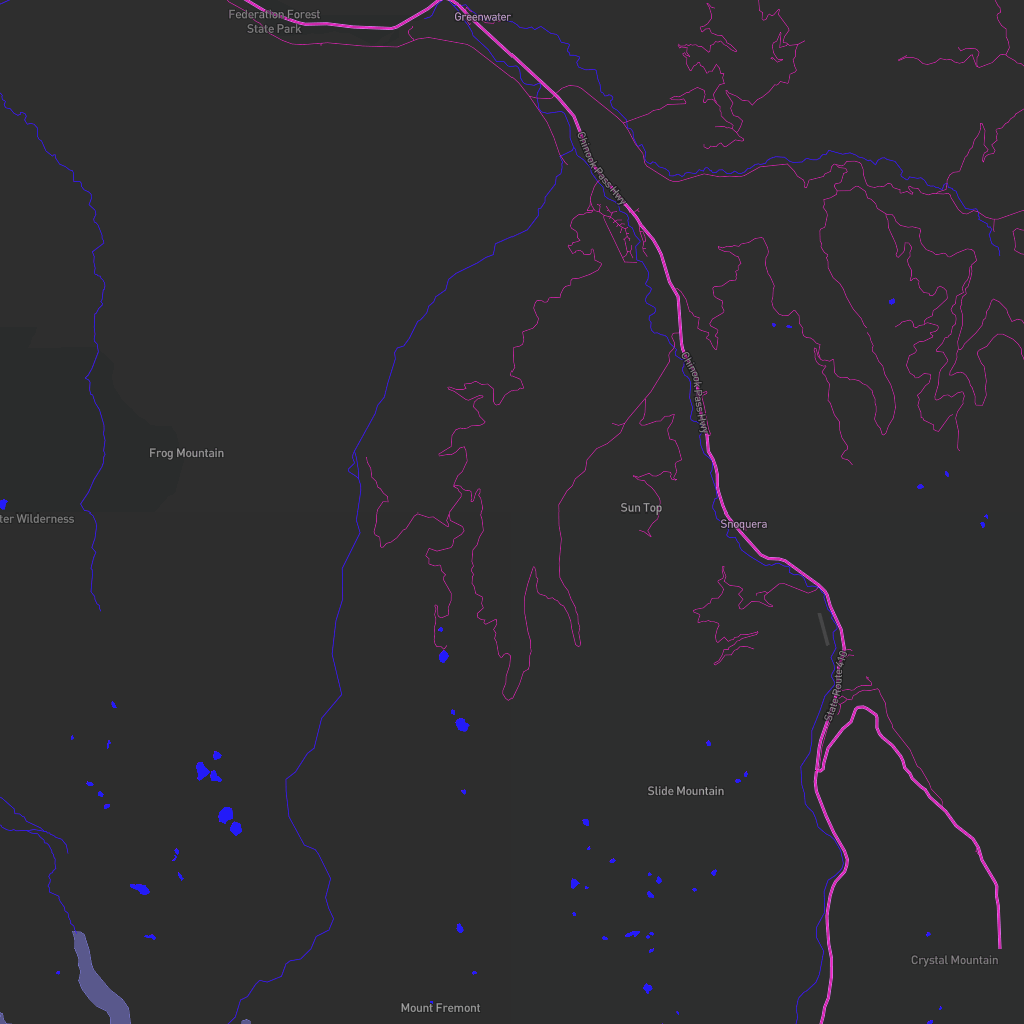 Greenwater
Federation Forest
State Park
Chinook Pass Hwy
Chinook Pass Hwy
Frog Mountain
Sun Top
ter Wilderness
Snoquera
State Route 410
Slide Mountain
Crystal Mountain
Mount Fremont